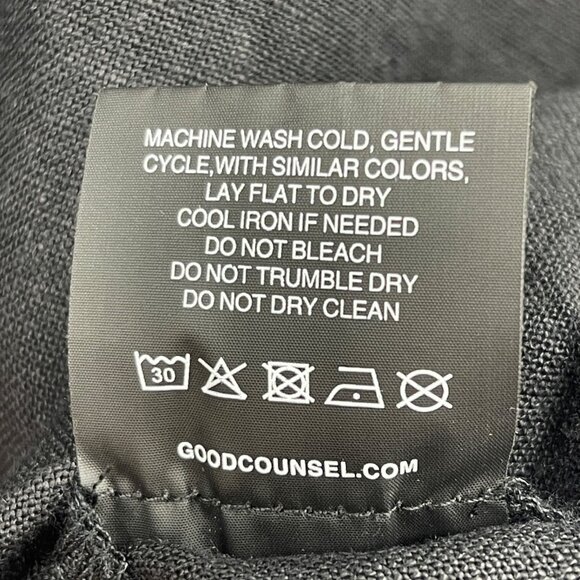 MACHINE WASH COLD, GENTLE
CYCLE,WITH SIMILAR COLORS,
LAY FLAT TO DRY
COOL IRON IF NEEDED
DO NOT BLEACH
DO NOT TRUMBLE DRY
DO NOT DRY CLEAN
30
GOODCOUNSEL.COM